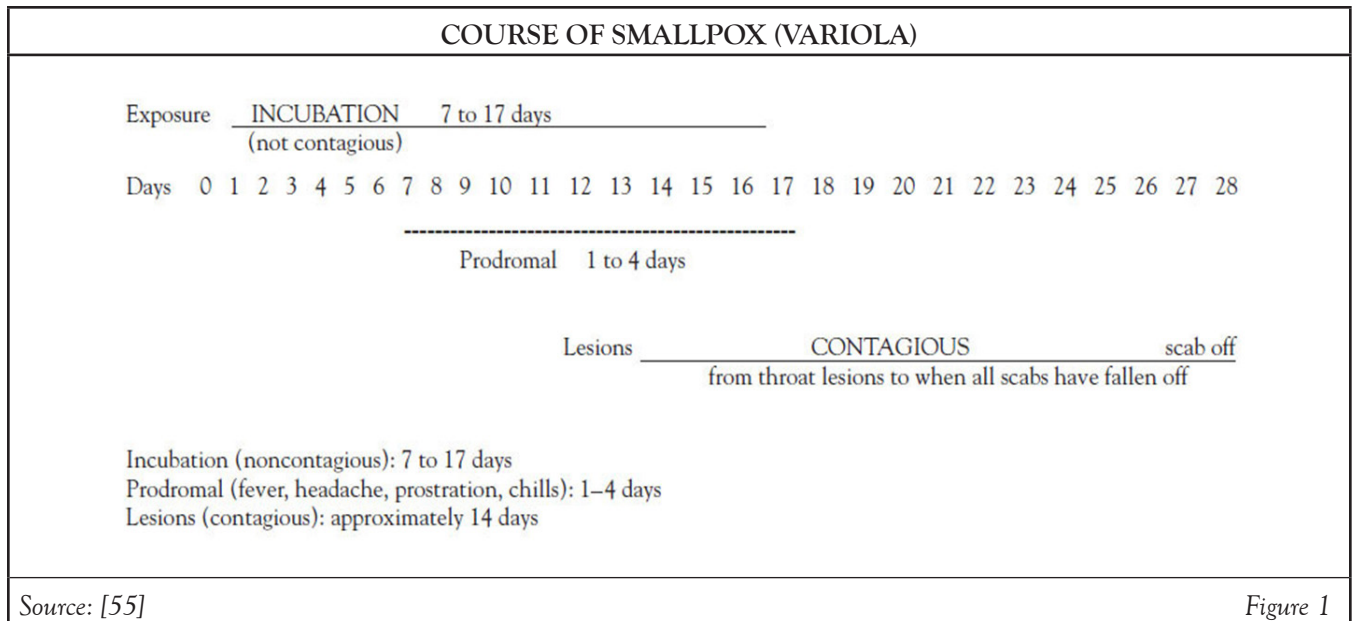 COURSE OF SMALLPOX (VARIOLA)
Exposure INCUBATION 7 to 17 days
(not contagious)
Days 0 1 2 3 4 5 6 7 8 9 10 11 12 13 14 15 16 17 18 19 20 21 22 23 24 25 26 27 28
Prodromal 1 to 4 days
Lesions CONTAGIOUS scab off
from throat lesions to when all scabs have fallen off
Incubation (noncontagious): 7 to 17 days
Prodromal (fever, headache, prostration, chills): 1–4 days
Lesions (contagious): approximately 14 days
Source: [55] Figure 1